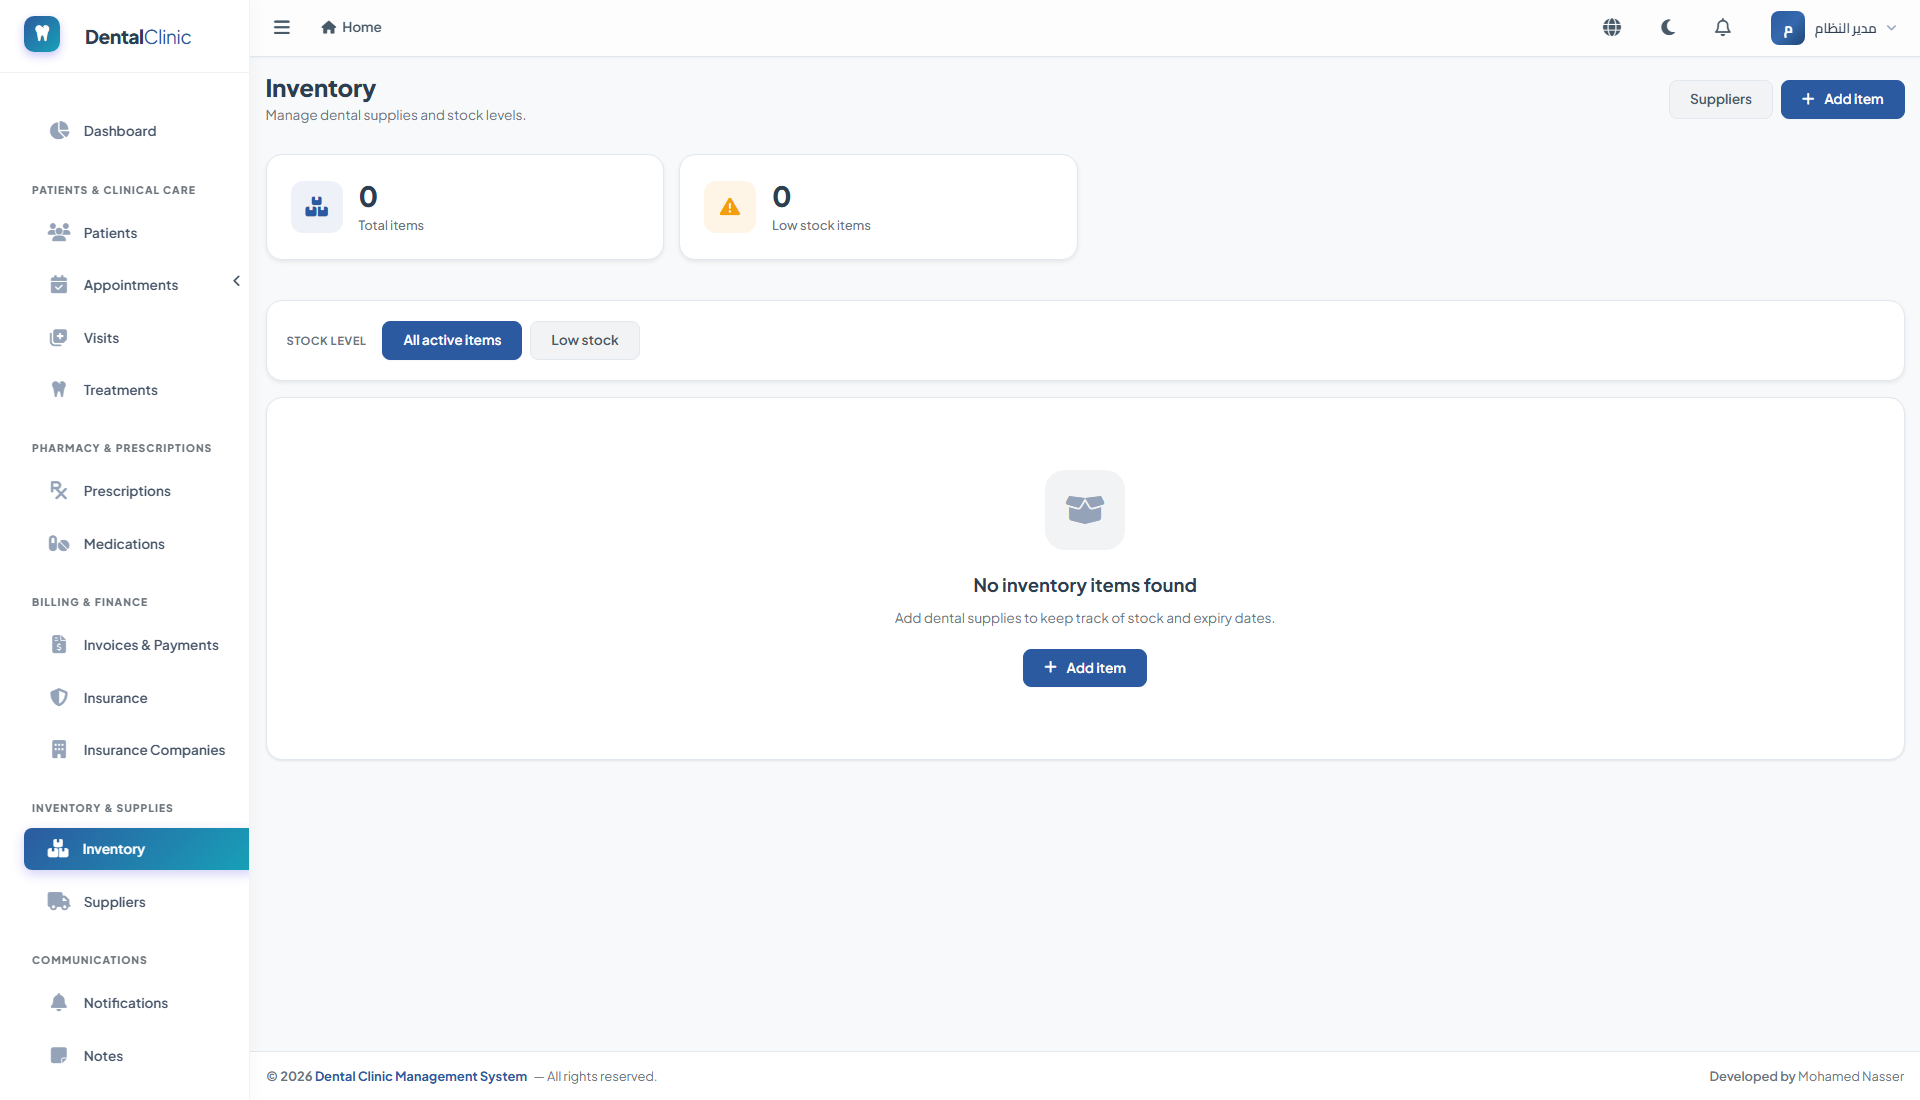 DentalClinic
Home
م
مدير النظام
Dashboard
PATIENTS & CLINICAL CARE
Patients
Appointments
Visits
Treatments
PHARMACY & PRESCRIPTIONS
Prescriptions
Medications
BILLING & FINANCE
Invoices & Payments
Insurance
Insurance Companies
INVENTORY & SUPPLIES
Inventory
Suppliers
COMMUNICATIONS
Notifications
Notes
Inventory
Manage dental supplies and stock levels.
Suppliers
Add item
0
Total items
0
Low stock items
STOCK LEVEL
All active items
Low stock
No inventory items found
Add dental supplies to keep track of stock and expiry dates.
Add item
© 2026 Dental Clinic Management System — All rights reserved.
Developed by Mohamed Nasser